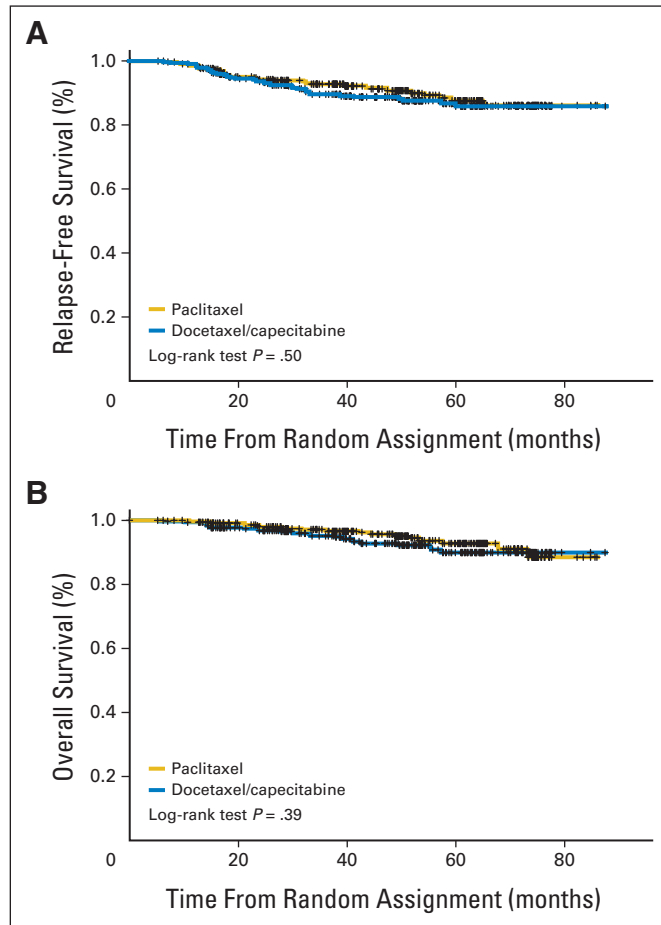 A
Relapse-Free Survival (%)
1.0
0.8
0.6
0.4
0.2
Paclitaxel
Docetaxel/capecitabine
Log-rank test P = .50
0
20
40
60
80
Time From Random Assignment (months)
B
Overall Survival (%)
1.0
0.8
0.6
0.4
0.2
Paclitaxel
Docetaxel/capecitabine
Log-rank test P = .39
0
20
40
60
80
Time From Random Assignment (months)